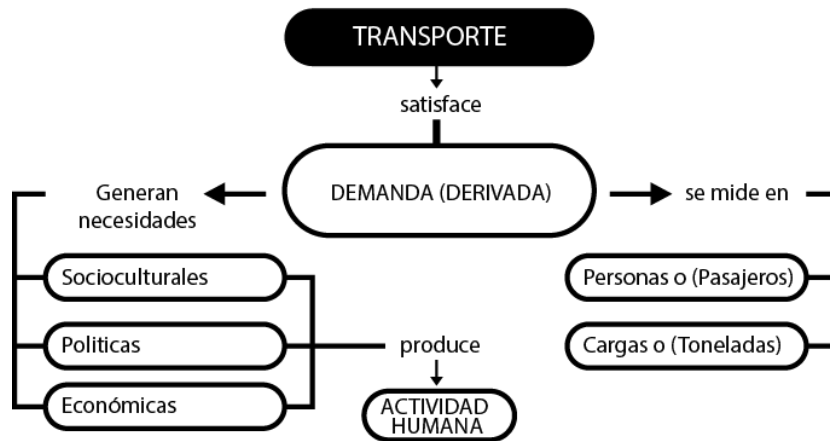 TRANSPORTE
satisface
DEMANDA (DERIVADA)
Generan
necesidades
se mide en
Socioculturales
Politicas
Económicas
produce
ACTIVIDAD
HUMANA
Personas o (Pasajeros)
Cargas o (Toneladas)